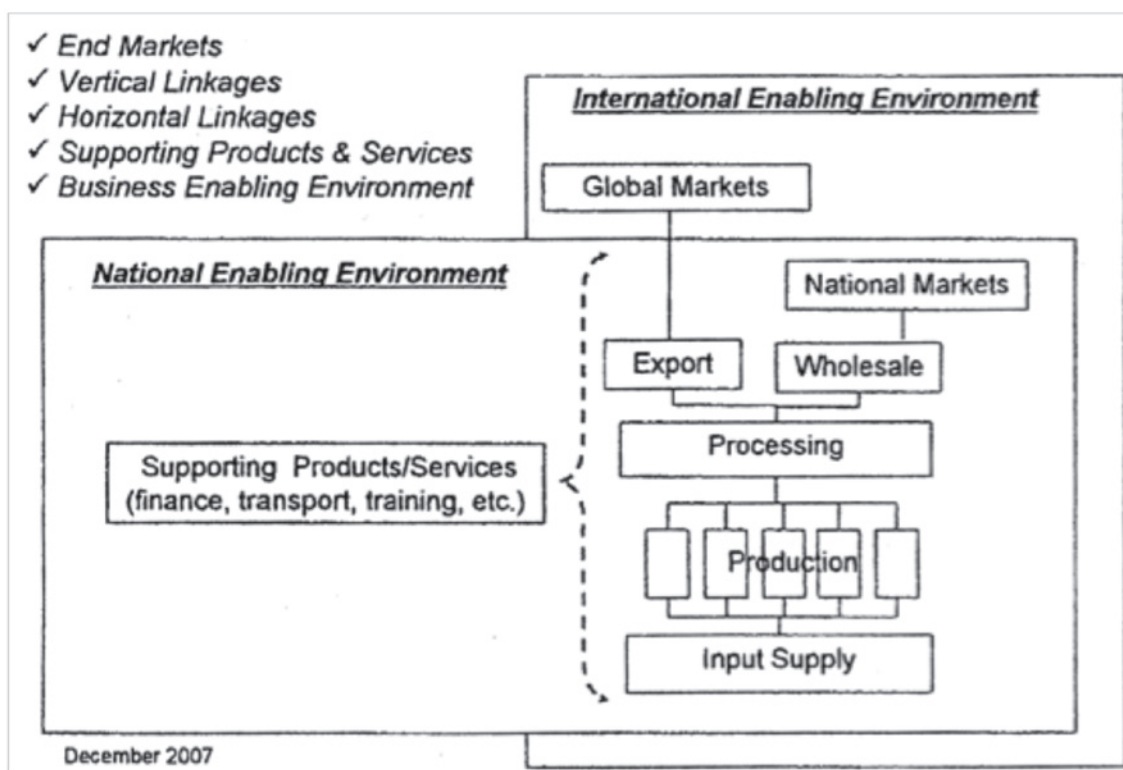 ✓ End Markets
✓ Vertical Linkages
✓ Horizontal Linkages
✓ Supporting Products & Services
✓ Business Enabling Environment
International Enabling Environment
Global Markets
National Enabling Environment
National Markets
Export
Wholesale
Processing
Supporting Products/Services
(finance, transport, training, etc.)
Production
Input Supply
December 2007